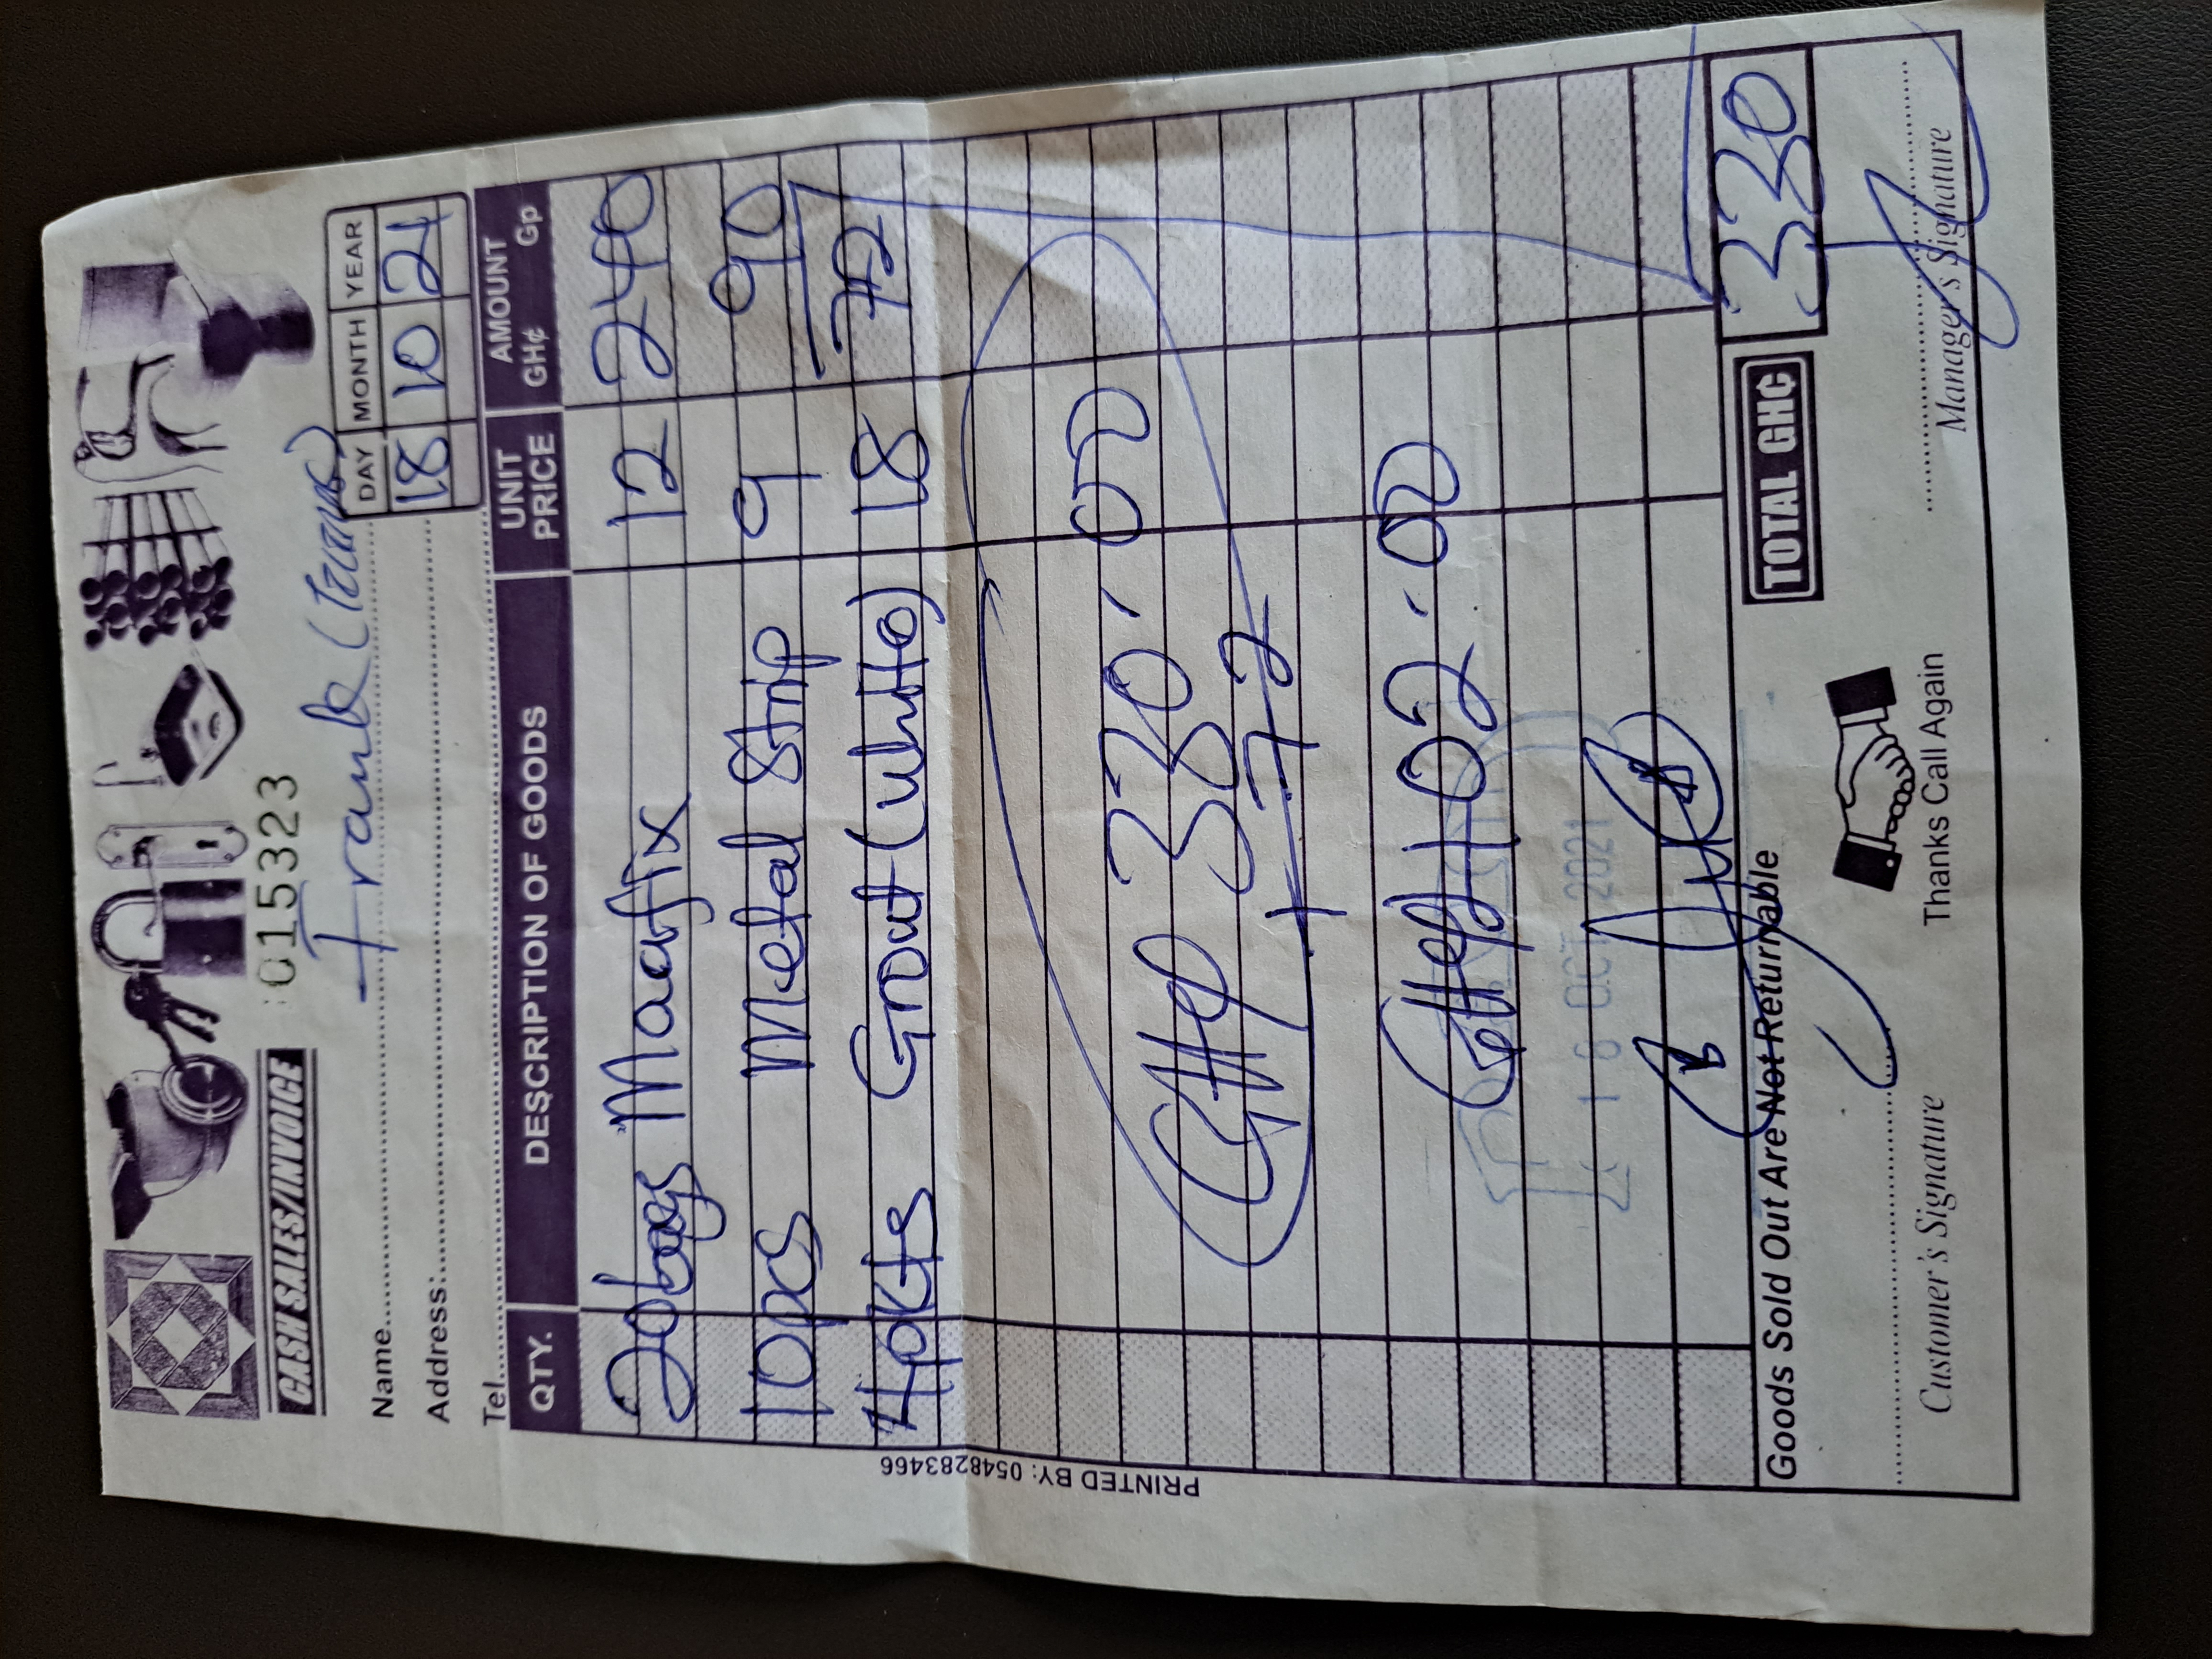 015323
CASH SALES/INVOICE
DAY MONTH YEAR
18 10 21
Name Frank
Address:
Tel
QTY. DESCRIPTION OF GOODS UNIT PRICE AMOUNT GH¢ Gp
20bags Macfix 12 240
10pcs Metal Strip 9 90
4pkts Grout (white) 18 72
GH¢ 330.00
+ 72
GH¢ 402.00
18 OCT 2021
Goods Sold Out Are Not Returnable
TOTAL GH¢ 330
Thanks Call Again
Customer's Signature
Manager's Signature
PRINTED BY: 0548283466